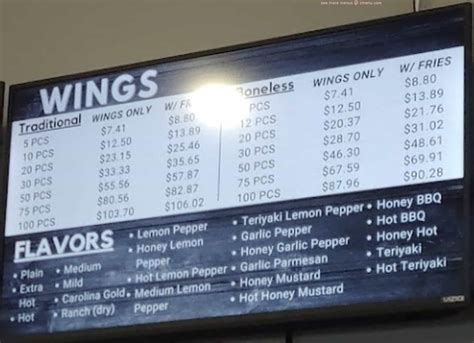 WINGS
Traditional WINGS ONLY W/ FR
5 PCS $7.41 $8.80
10 PCS $12.50 $13.89
20 PCS $23.15 $25.46
30 PCS $33.33 $35.65
50 PCS $55.56 $57.87
75 PCS $80.56 $82.87
100 PCS $103.70 $106.02
Boneless WINGS ONLY W/ FRIES
PCS $7.41 $8.80
12 PCS $12.50 $13.89
20 PCS $20.37 $21.76
30 PCS $28.70 $31.02
50 PCS $46.30 $48.61
75 PCS $67.59 $69.91
100 PCS $87.96 $90.28
FLAVORS
• Plain
• Extra
Hot
• Hot
• Medium
• Mild
• Carolina Gold
• Ranch (dry)
• Lemon Pepper
• Honey Lemon
Pepper
• Hot Lemon Pepper
• Medium Lemon
Pepper
• Teriyaki Lemon Pepper
• Garlic Pepper
• Honey Garlic Pepper
• Garlic Parmesan
• Honey Mustard
• Hot Honey Mustard
• Honey BBQ
• Hot BBQ
• Honey Hot
• Teriyaki
• Hot Teriyaki
VIZIO